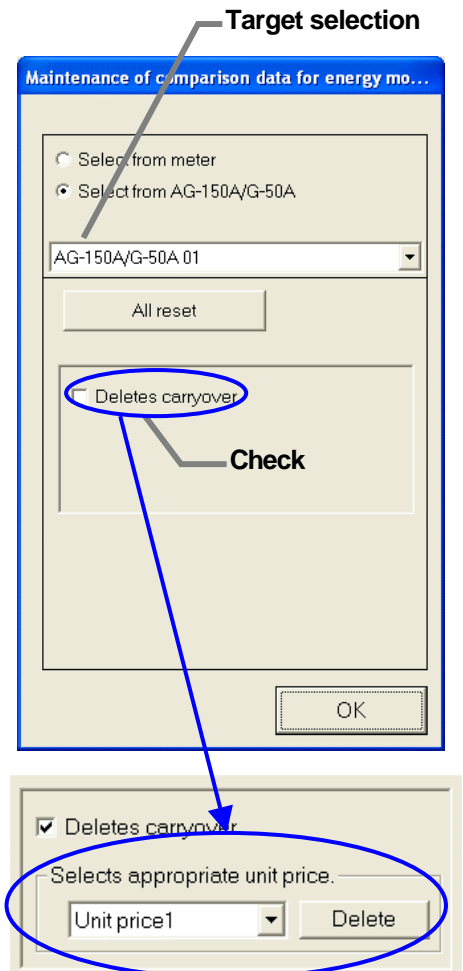 Target selection
Maintenance of comparison data for energy mo...
Select from meter
Select from AG-150A/G-50A
AG-150A/G-50A 01
All reset
Deletes carryover
Check
OK
Deletes carryover
Selects appropriate unit price.
Unit price1
Delete